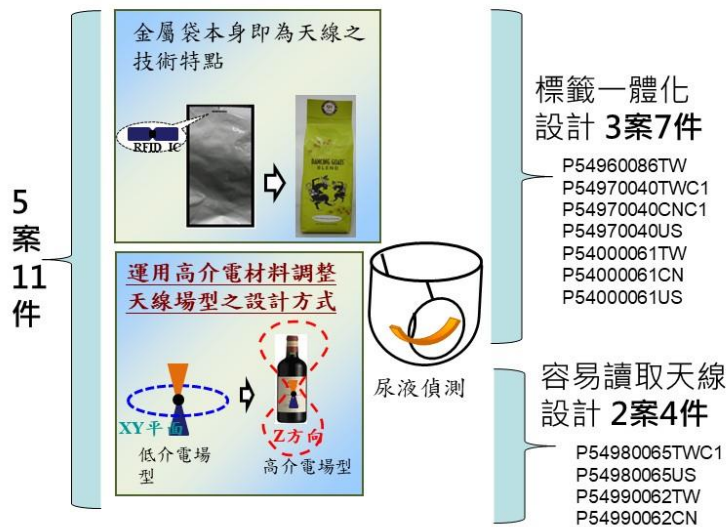 5
案
11
件
金屬袋本身即為天線之
技術特點
RFID IC
DANCING GOATS
BLEND
運用高介電材料調整
天線場型之設計方式
XY平面
低介電場
型
Z方向
高介電場型
尿液偵測
標籤一體化
設計 3案7件
P54960086TW
P54970040TWC1
P54970040CNC1
P54970040US
P54000061TW
P54000061CN
P54000061US
容易讀取天線
設計 2案4件
P54980065TWC1
P54980065US
P54990062TW
P54990062CN